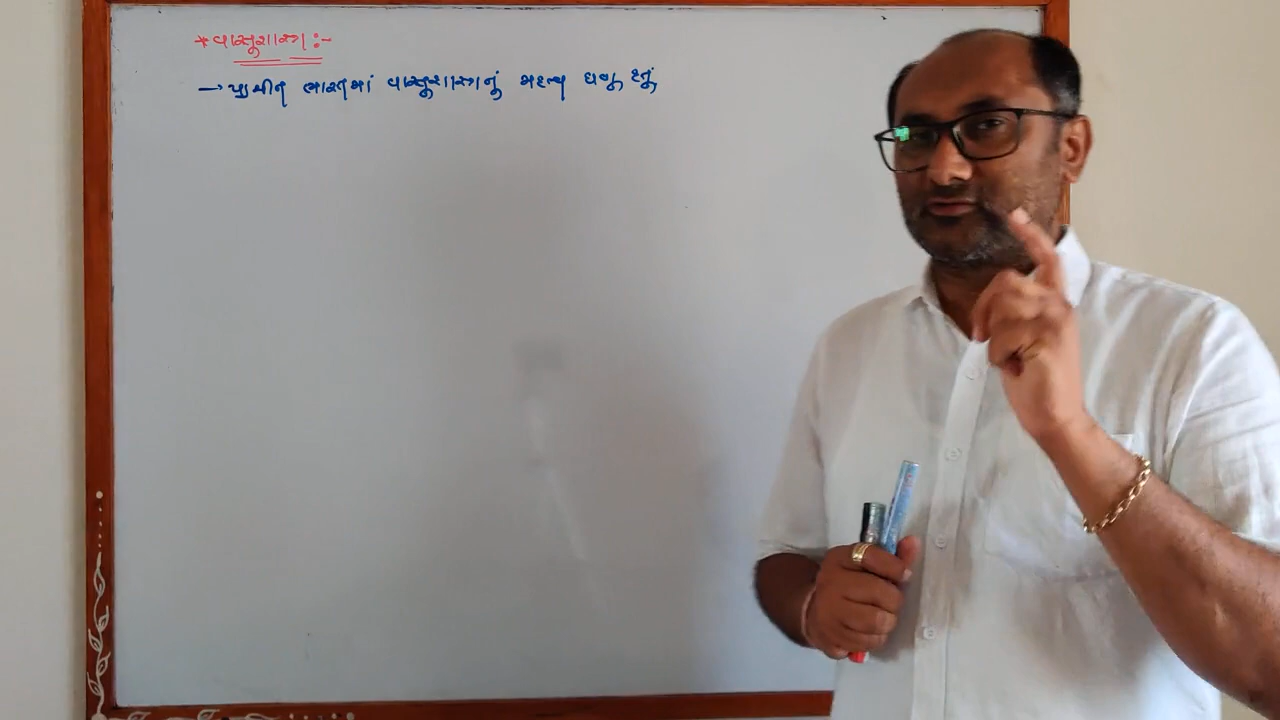 * વાસ્તુશાસ્ત્ર :-
→ પ્રાચીન ભારતમાં વાસ્તુશાસ્ત્રનું મહત્વ ઘણું હતું